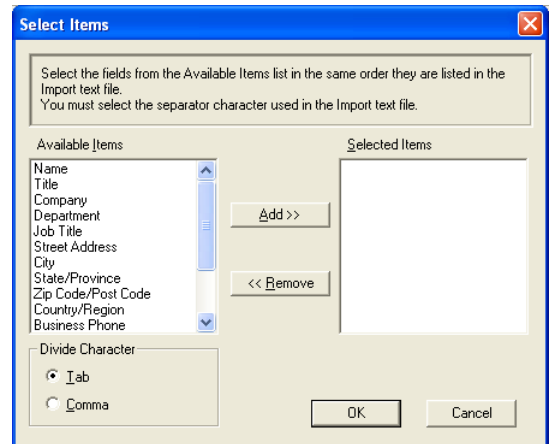 Select Items
Select the fields from the Available Items list in the same order they are listed in the
Import text file.
You must select the separator character used in the Import text file.
Available Items
Selected Items
Name
Title
Company
Department
Job Title
Street Address
City
State/Province
Zip Code/Post Code
Country/Region
Business Phone
Add >>
<< Remove
Divide Character
Tab
Comma
OK
Cancel